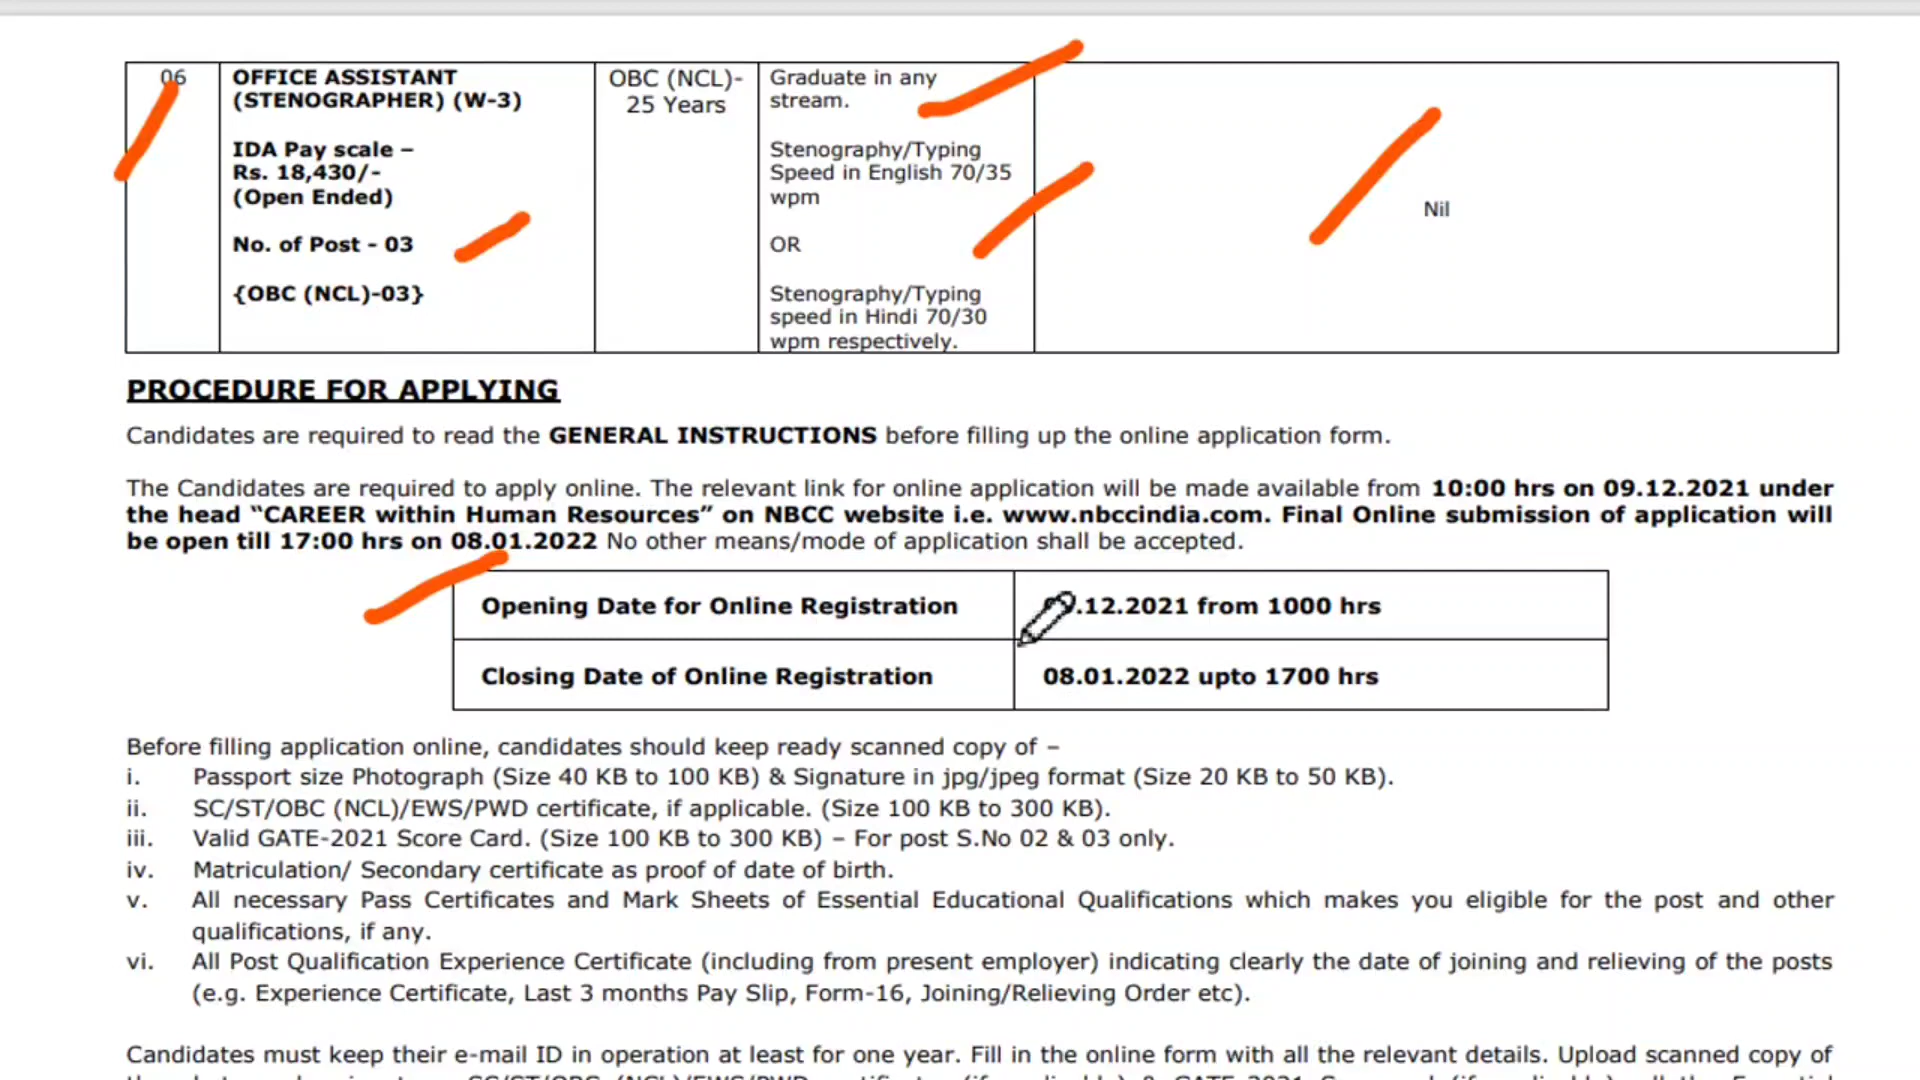 06
OFFICE ASSISTANT
(STENOGRAPHER) (W-3)
IDA Pay scale –
Rs. 18,430/-
(Open Ended)
No. of Post - 03
{OBC (NCL)-03}
OBC (NCL)-
25 Years
Graduate in any
stream.
Stenography/Typing
Speed in English 70/35
wpm
OR
Stenography/Typing
speed in Hindi 70/30
wpm respectively.
Nil
PROCEDURE FOR APPLYING
Candidates are required to read the GENERAL INSTRUCTIONS before filling up the online application form.
The Candidates are required to apply online. The relevant link for online application will be made available from 10:00 hrs on 09.12.2021 under
the head “CAREER within Human Resources” on NBCC website i.e. www.nbccindia.com. Final Online submission of application will
be open till 17:00 hrs on 08.01.2022 No other means/mode of application shall be accepted.
Opening Date for Online Registration
.12.2021 from 1000 hrs
Closing Date of Online Registration
08.01.2022 upto 1700 hrs
Before filling application online, candidates should keep ready scanned copy of –
i. Passport size Photograph (Size 40 KB to 100 KB) & Signature in jpg/jpeg format (Size 20 KB to 50 KB).
ii. SC/ST/OBC (NCL)/EWS/PWD certificate, if applicable. (Size 100 KB to 300 KB).
iii. Valid GATE-2021 Score Card. (Size 100 KB to 300 KB) – For post S.No 02 & 03 only.
iv. Matriculation/ Secondary certificate as proof of date of birth.
v. All necessary Pass Certificates and Mark Sheets of Essential Educational Qualifications which makes you eligible for the post and other
qualifications, if any.
vi. All Post Qualification Experience Certificate (including from present employer) indicating clearly the date of joining and relieving of the posts
(e.g. Experience Certificate, Last 3 months Pay Slip, Form-16, Joining/Relieving Order etc).
Candidates must keep their e-mail ID in operation at least for one year. Fill in the online form with all the relevant details. Upload scanned copy of